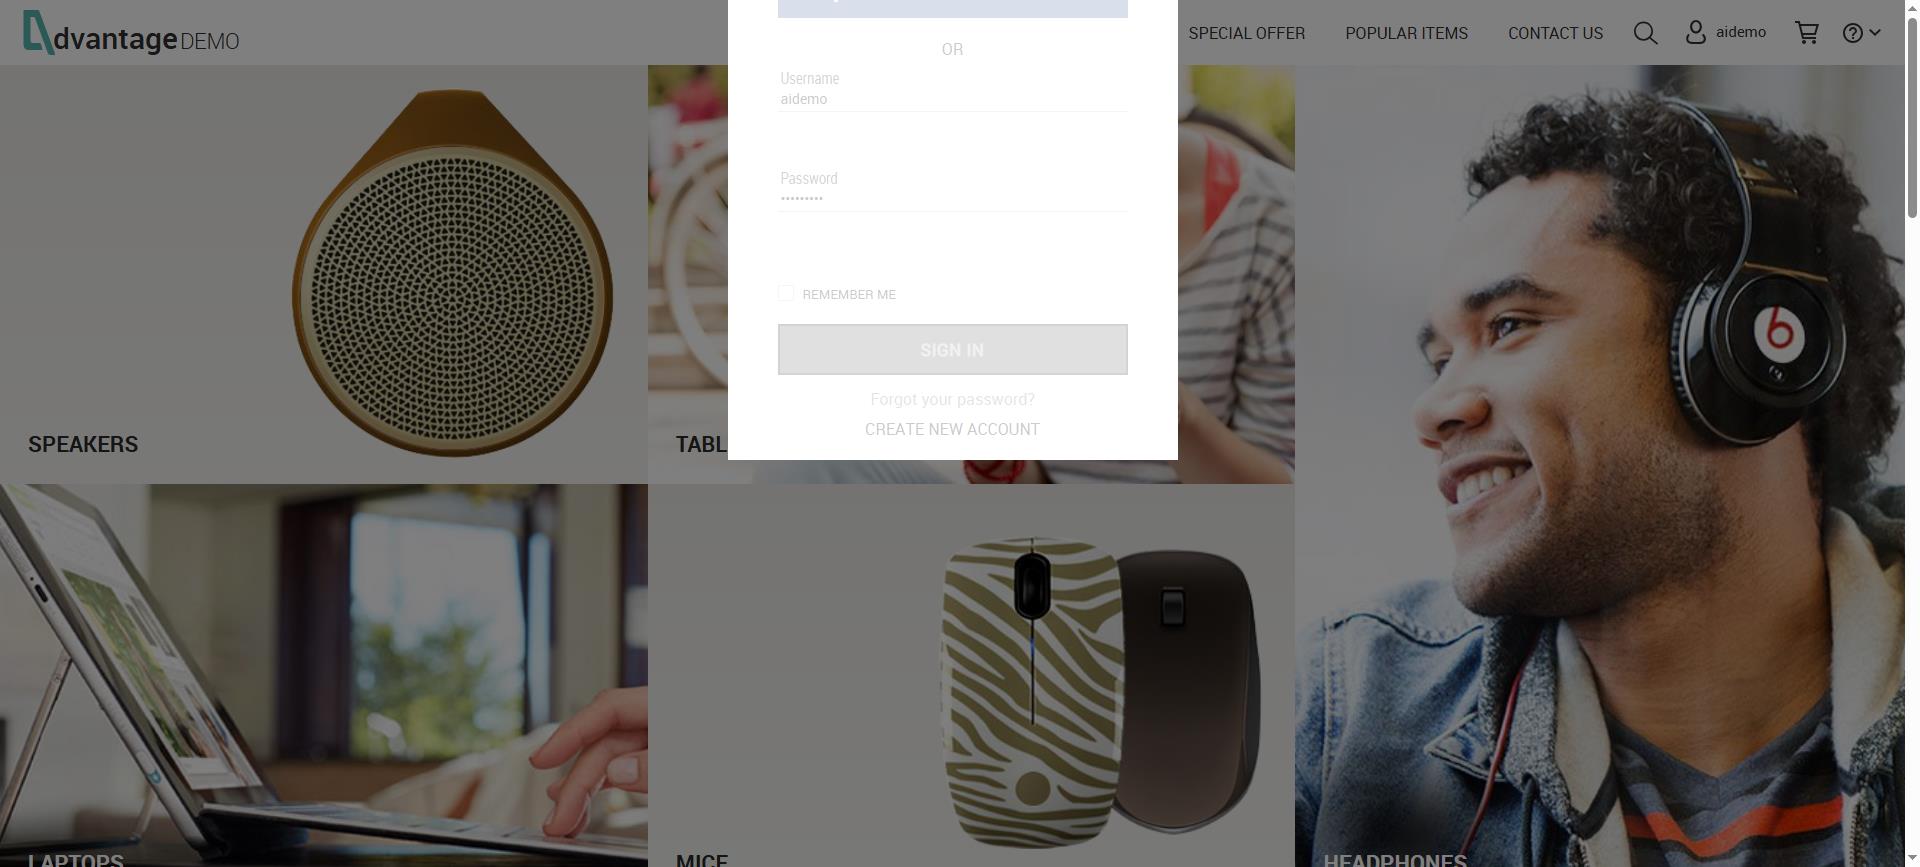 dvantage DEMO
SPECIAL OFFER
POPULAR ITEMS
CONTACT US
aidemo
OR
Username
aidemo
Password
•••••••••
REMEMBER ME
SIGN IN
Forgot your password?
CREATE NEW ACCOUNT
SPEAKERS
TABL
LAPTOPS
MICE
HEADPHONES